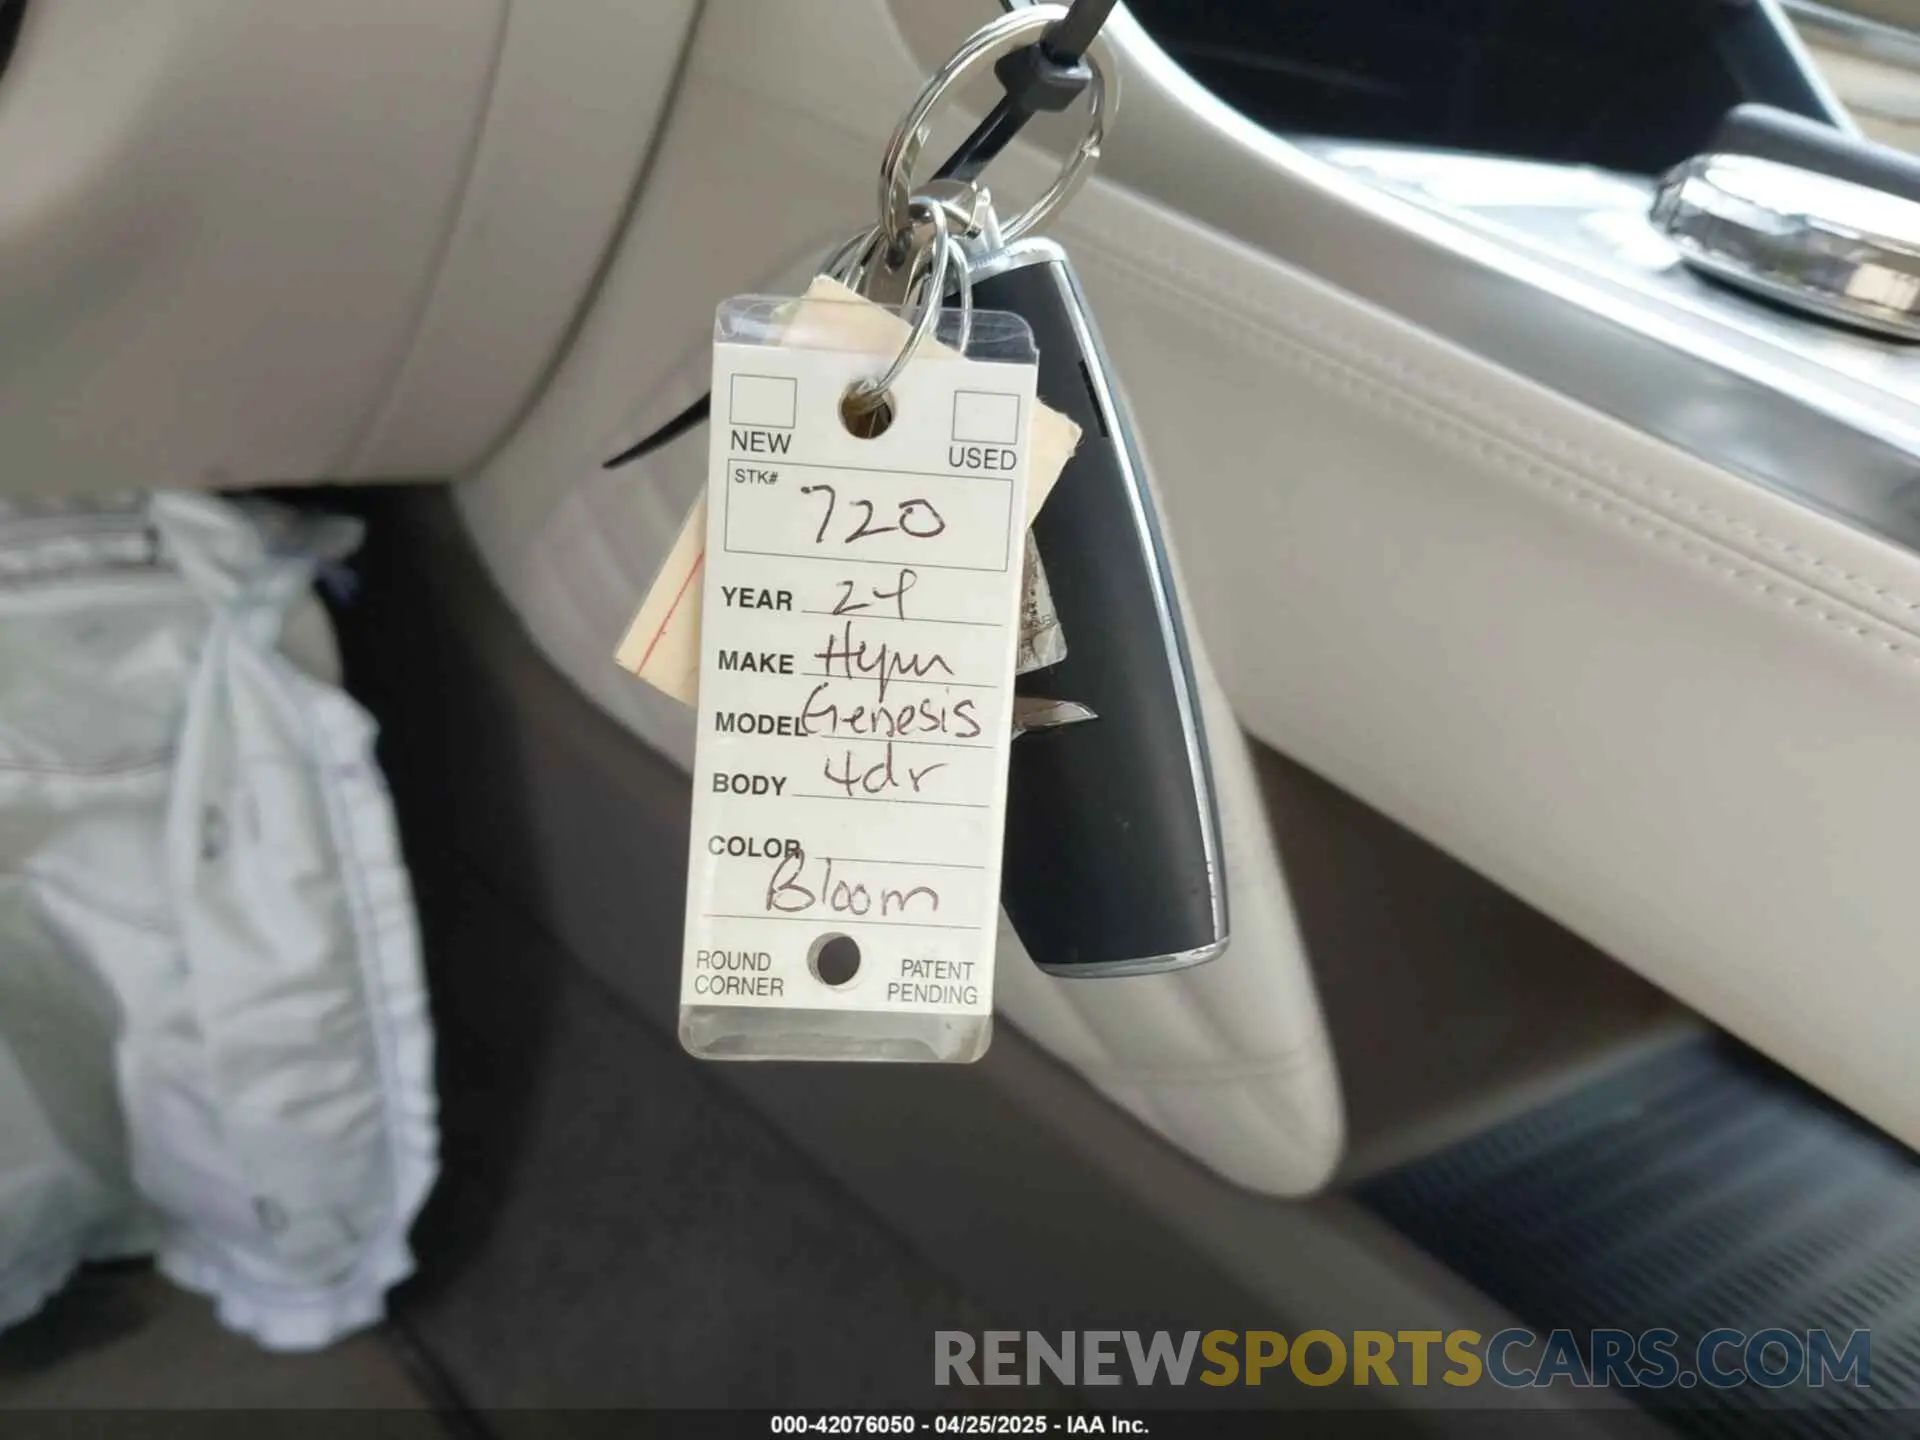 NEW USED
STK# 720
YEAR 24
MAKE Hyun
MODEL Genesis
BODY 4dr
COLOR
Bloom
ROUND CORNER PATENT PENDING
RENEWSPORTSCARS.COM
000-42076050 - 04/25/2025 - IAA Inc.